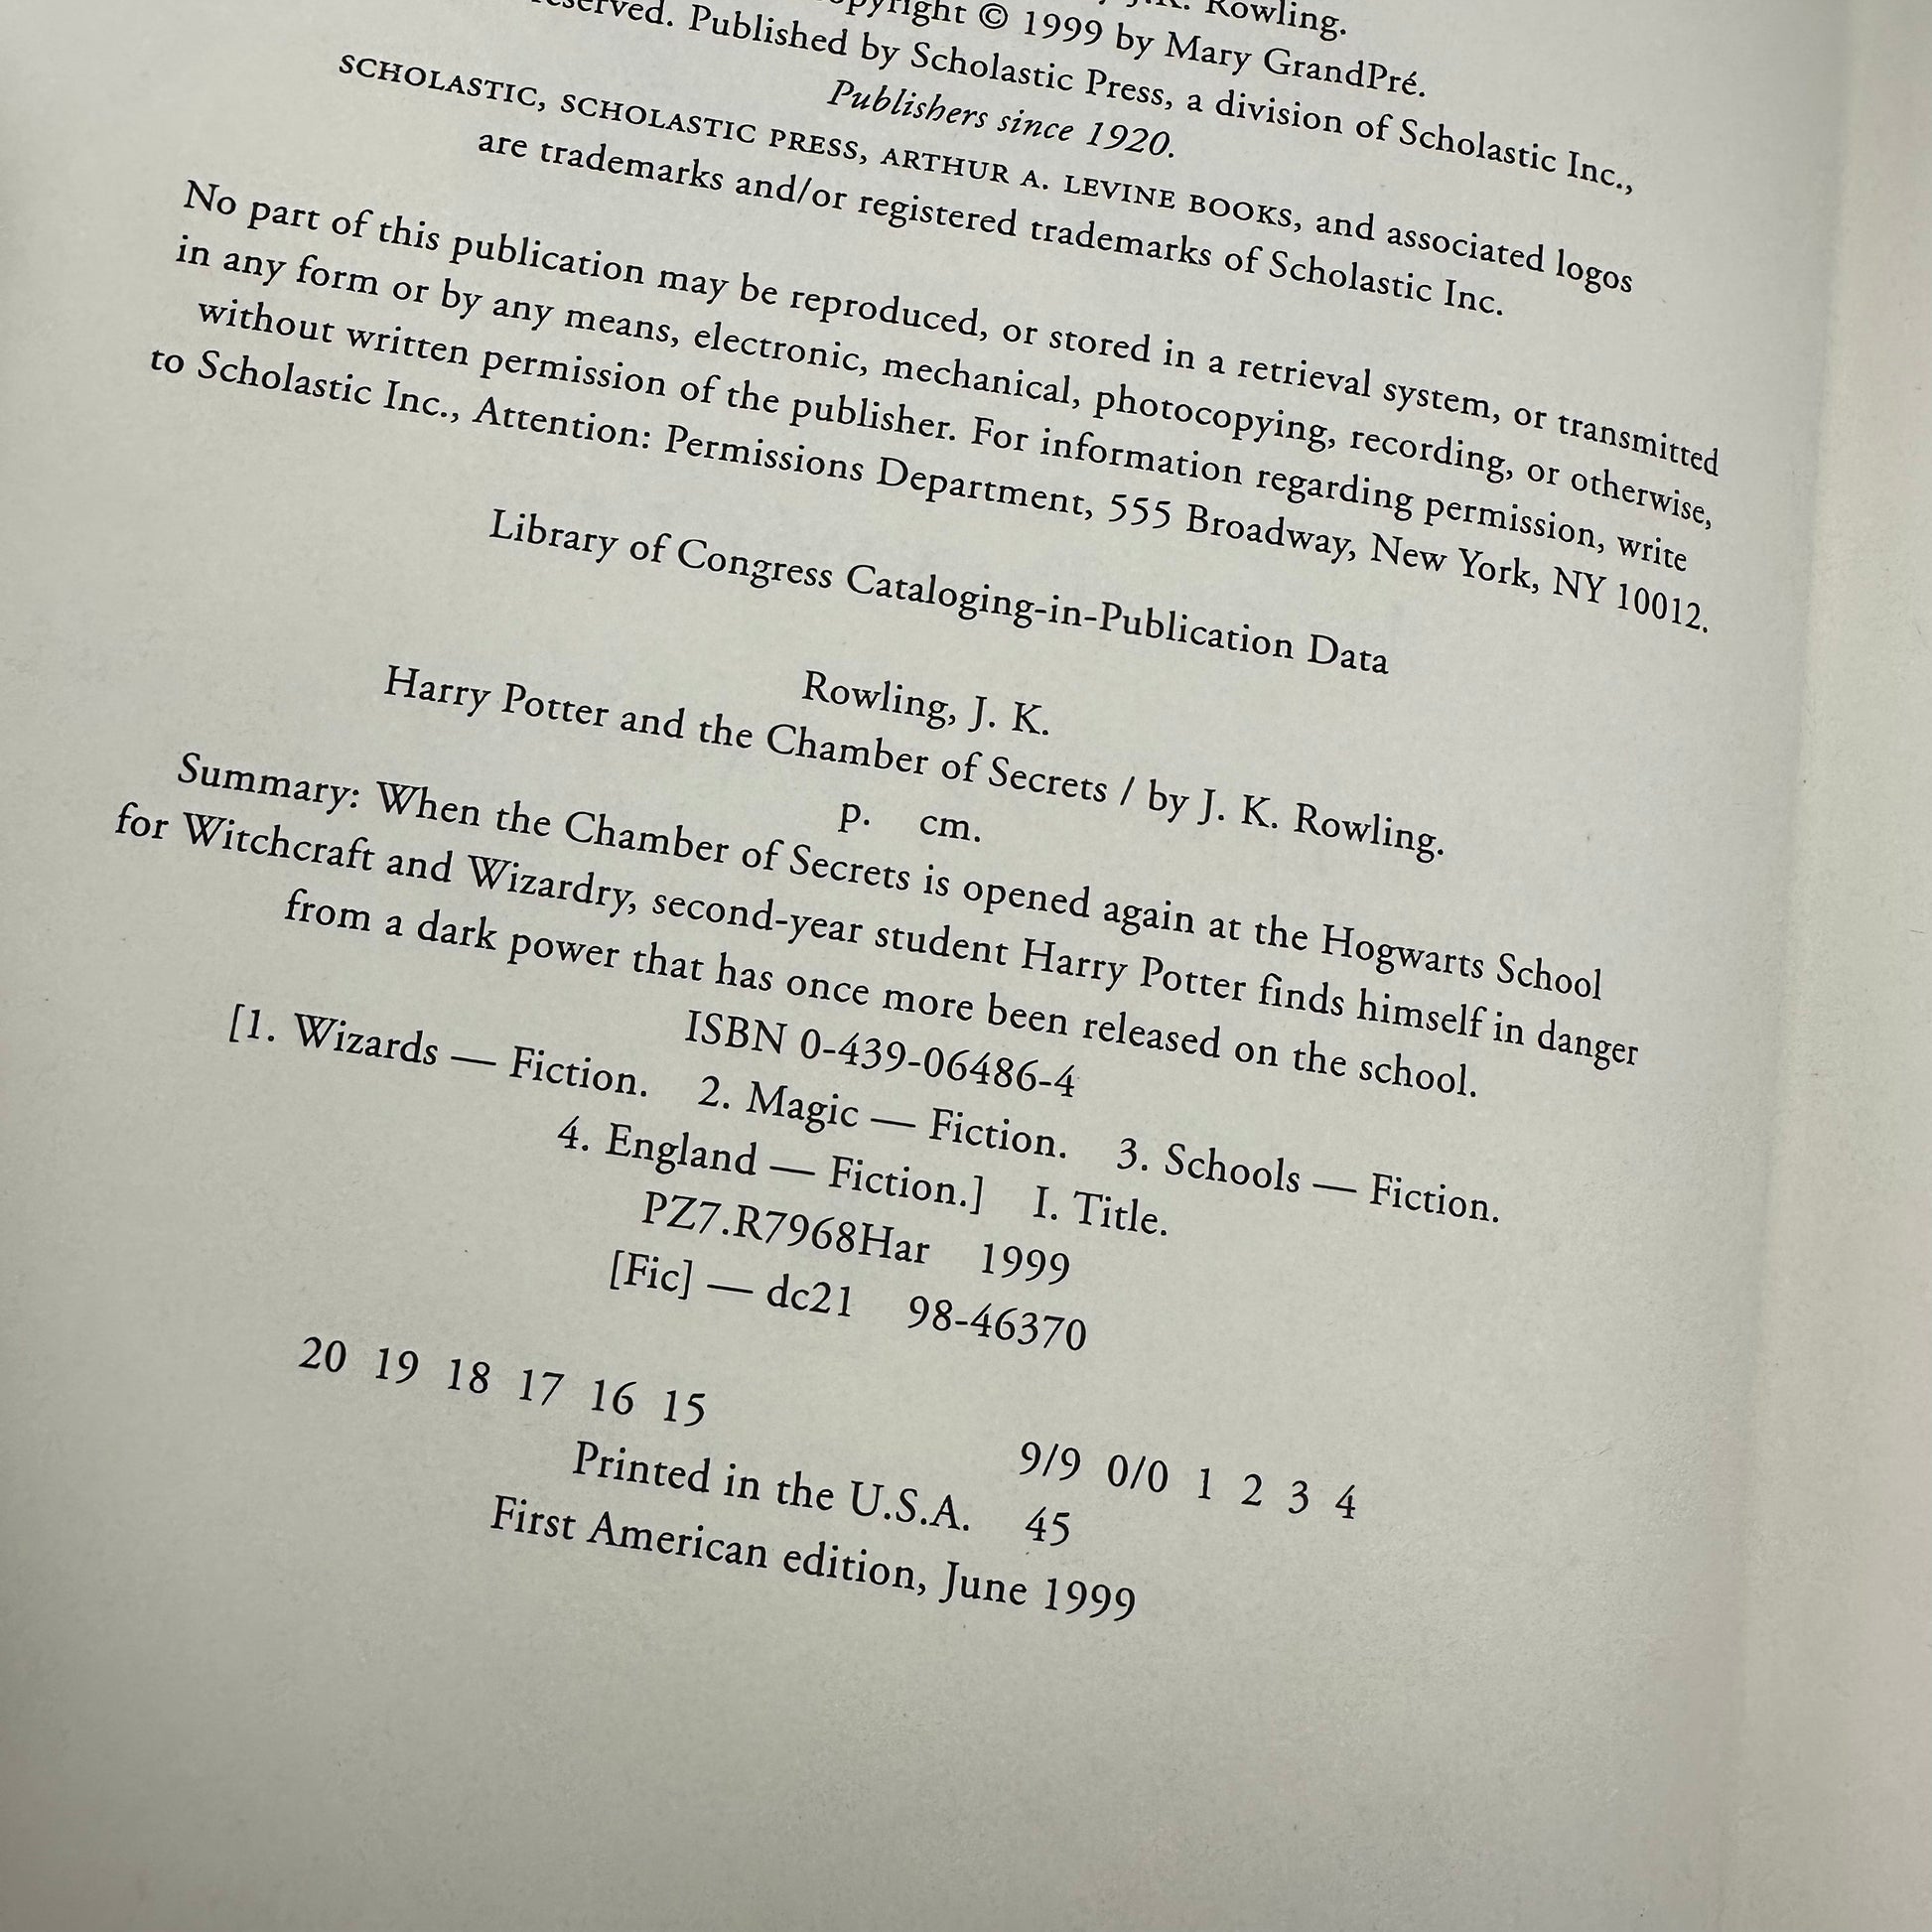 J.K. Rowling.
Copyright © 1999 by Mary GrandPré.
reserved. Published by Scholastic Press, a division of Scholastic Inc.,
Publishers since 1920.
SCHOLASTIC, SCHOLASTIC PRESS, ARTHUR A. LEVINE BOOKS, and associated logos
are trademarks and/or registered trademarks of Scholastic Inc.
No part of this publication may be reproduced, or stored in a retrieval system, or transmitted
in any form or by any means, electronic, mechanical, photocopying, recording, or otherwise,
without written permission of the publisher. For information regarding permission, write
to Scholastic Inc., Attention: Permissions Department, 555 Broadway, New York, NY 10012.
Library of Congress Cataloging-in-Publication Data
Rowling, J. K.
Harry Potter and the Chamber of Secrets / by J. K. Rowling.
p. cm.
Summary: When the Chamber of Secrets is opened again at the Hogwarts School
for Witchcraft and Wizardry, second-year student Harry Potter finds himself in danger
from a dark power that has once more been released on the school.
ISBN 0-439-06486-4
[1. Wizards — Fiction. 2. Magic — Fiction. 3. Schools — Fiction.
4. England — Fiction.] I. Title.
PZ7.R7968Har 1999
[Fic] — dc21 98-46370
20 19 18 17 16 15 9/9 0/0 1 2 3 4
Printed in the U.S.A. 45
First American edition, June 1999